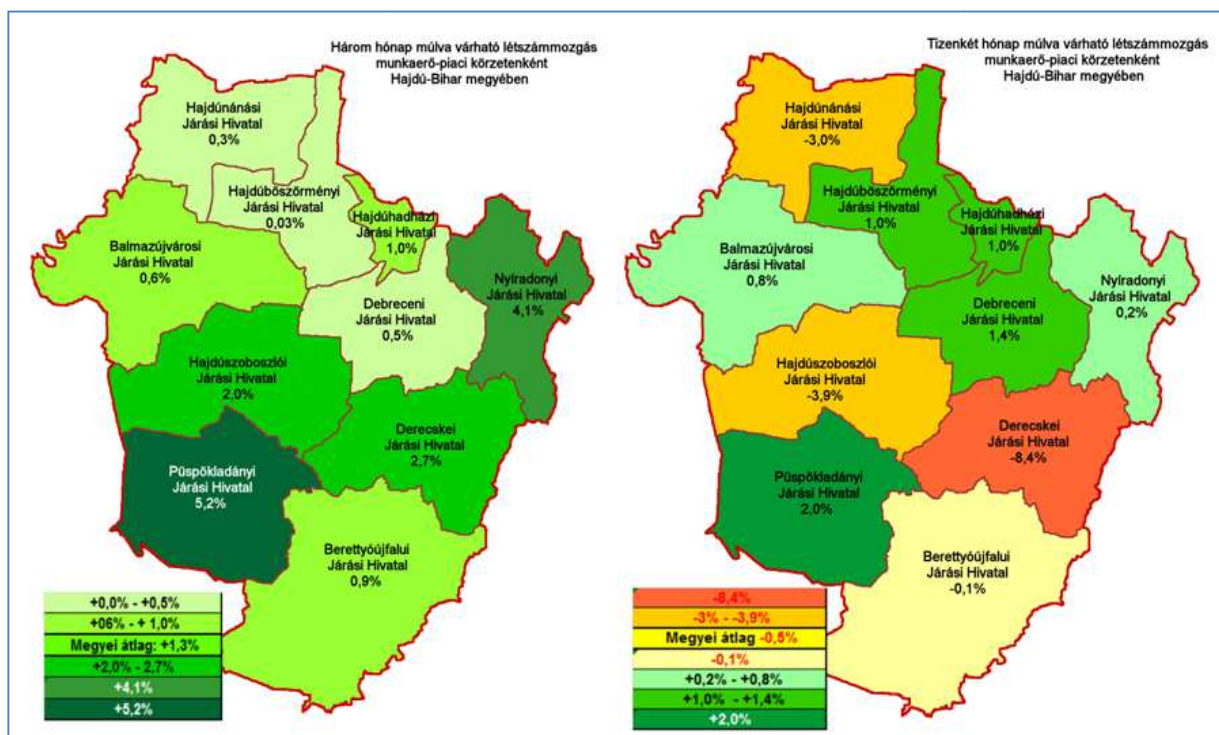 Három hónap múlva várható létszámmozgás
munkaerő-piaci körzetenként
Hajdú-Bihar megyében
Hajdúnánási
Járási Hivatal
0,3%
Hajdúböszörményi
Járási Hivatal
0,03%
Hajdúhadházi
Járási Hivatal
1,0%
Balmazújvárosi
Járási Hivatal
0,6%
Nyíradonyi
Járási Hivatal
4,1%
Debreceni
Járási Hivatal
0,5%
Hajdúszoboszlói
Járási Hivatal
2,0%
Derecskei
Járási Hivatal
2,7%
Püspökladányi
Járási Hivatal
5,2%
Berettyóújfalui
Járási Hivatal
0,9%
+0,0% - +0,5%
+06% - + 1,0%
Megyei átlag: +1,3%
+2,0% - 2,7%
+4,1%
+5,2%
Tizenkét hónap múlva várható létszámmozgás
munkaerő-piaci körzetenként
Hajdú-Bihar megyében
Hajdúnánási
Járási Hivatal
-3,0%
Hajdúböszörményi
Járási Hivatal
1,0%
Hajdúhadházi
Járási Hivatal
1,0%
Balmazújvárosi
Járási Hivatal
0,8%
Nyíradonyi
Járási Hivatal
0,2%
Debreceni
Járási Hivatal
1,4%
Hajdúszoboszlói
Járási Hivatal
-3,9%
Derecskei
Járási Hivatal
-8,4%
Püspökladányi
Járási Hivatal
2,0%
Berettyóújfalui
Járási Hivatal
-0,1%
-8,4%
-3% - -3,9%
Megyei átlag -0,5%
-0,1%
+0,2% - +0,8%
+1,0% - +1,4%
+2,0%